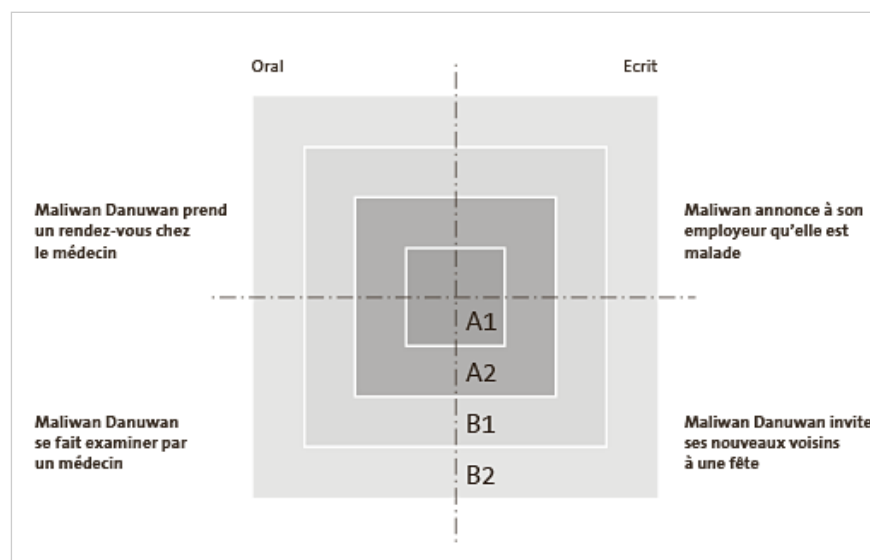 Oral
Ecrit
Maliwan Danuwan prend
un rendez-vous chez
le médecin
Maliwan annonce à son
employeur qu'elle est
malade
A1
A2
B1
B2
Maliwan Danuwan
se fait examiner par
un médecin
Maliwan Danuwan invite
ses nouveaux voisins
à une fête